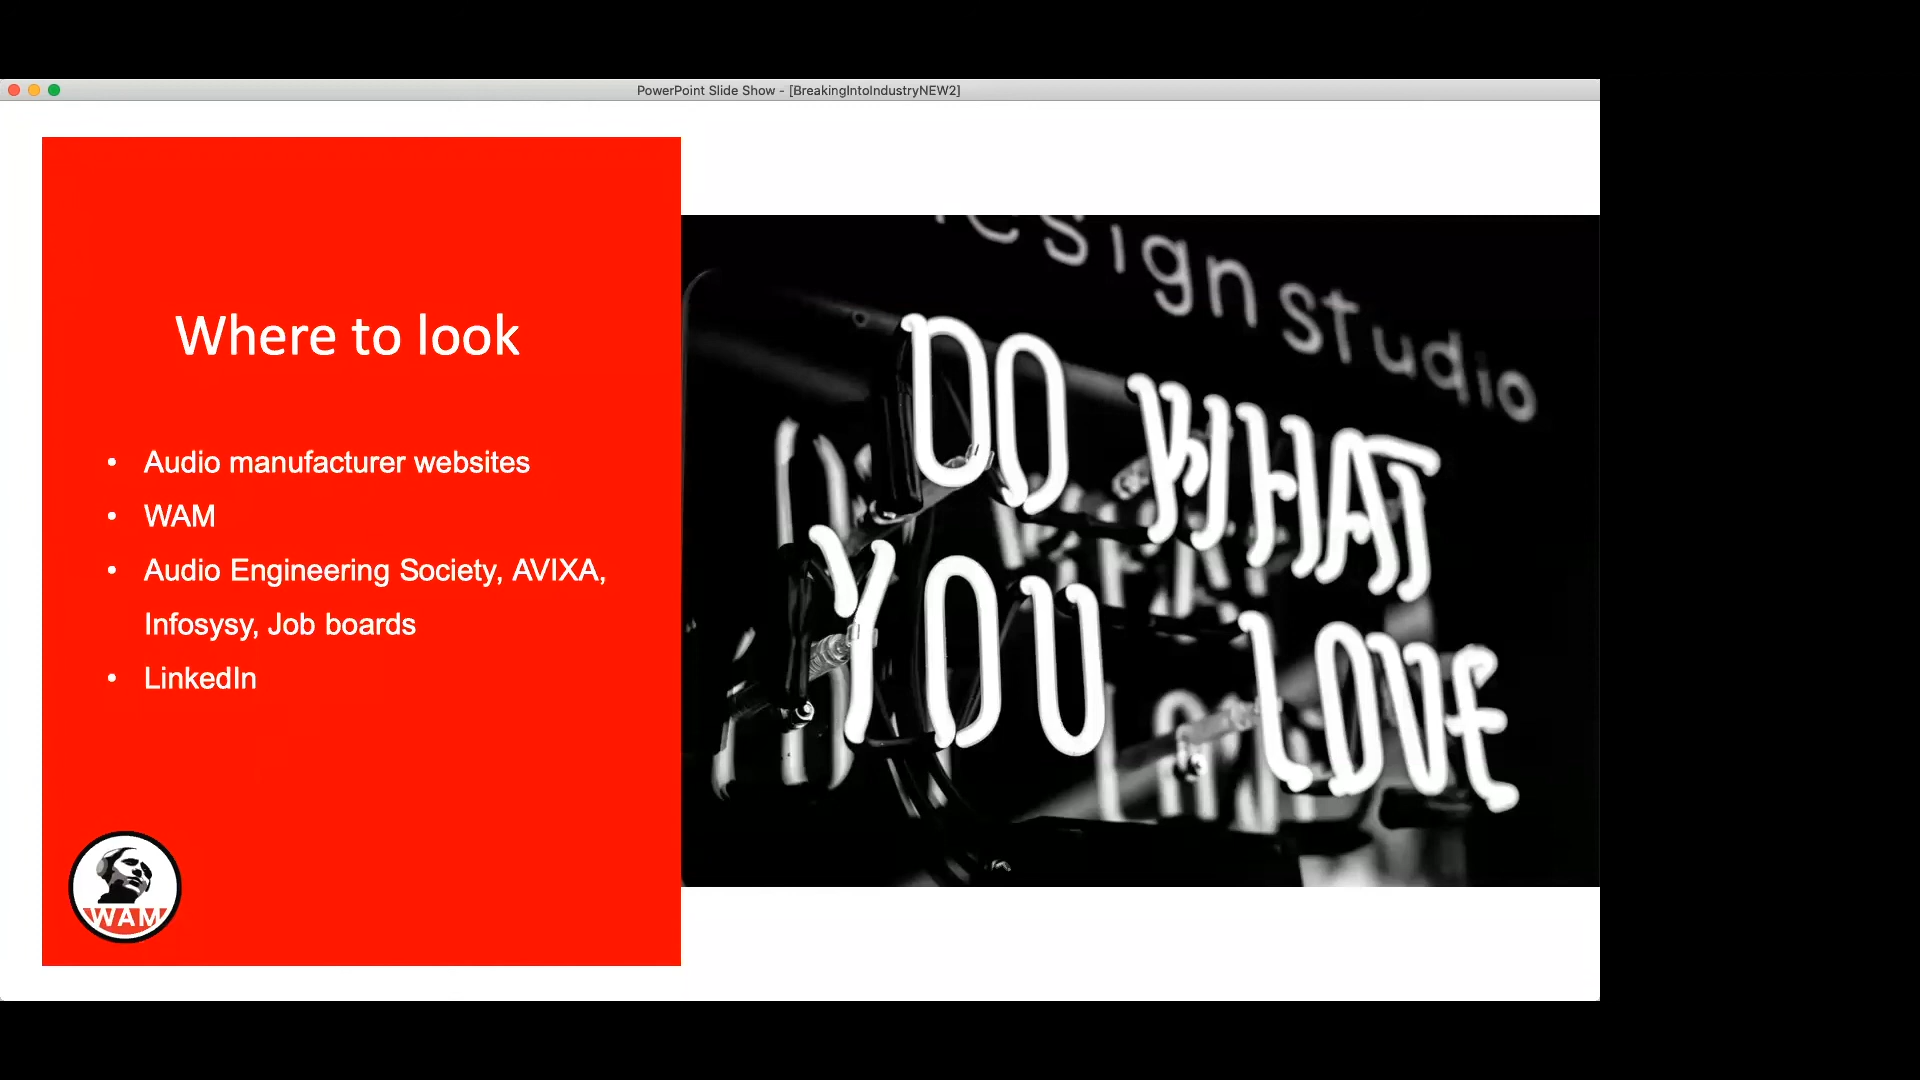 PowerPoint Slide Show - [BreakingIntoIndustryNEW2]
Where to look
• Audio manufacturer websites
• WAM
• Audio Engineering Society, AVIXA,
Infosysy, Job boards
• LinkedIn
WAM
studio
DO WHAT
YOU LOVE